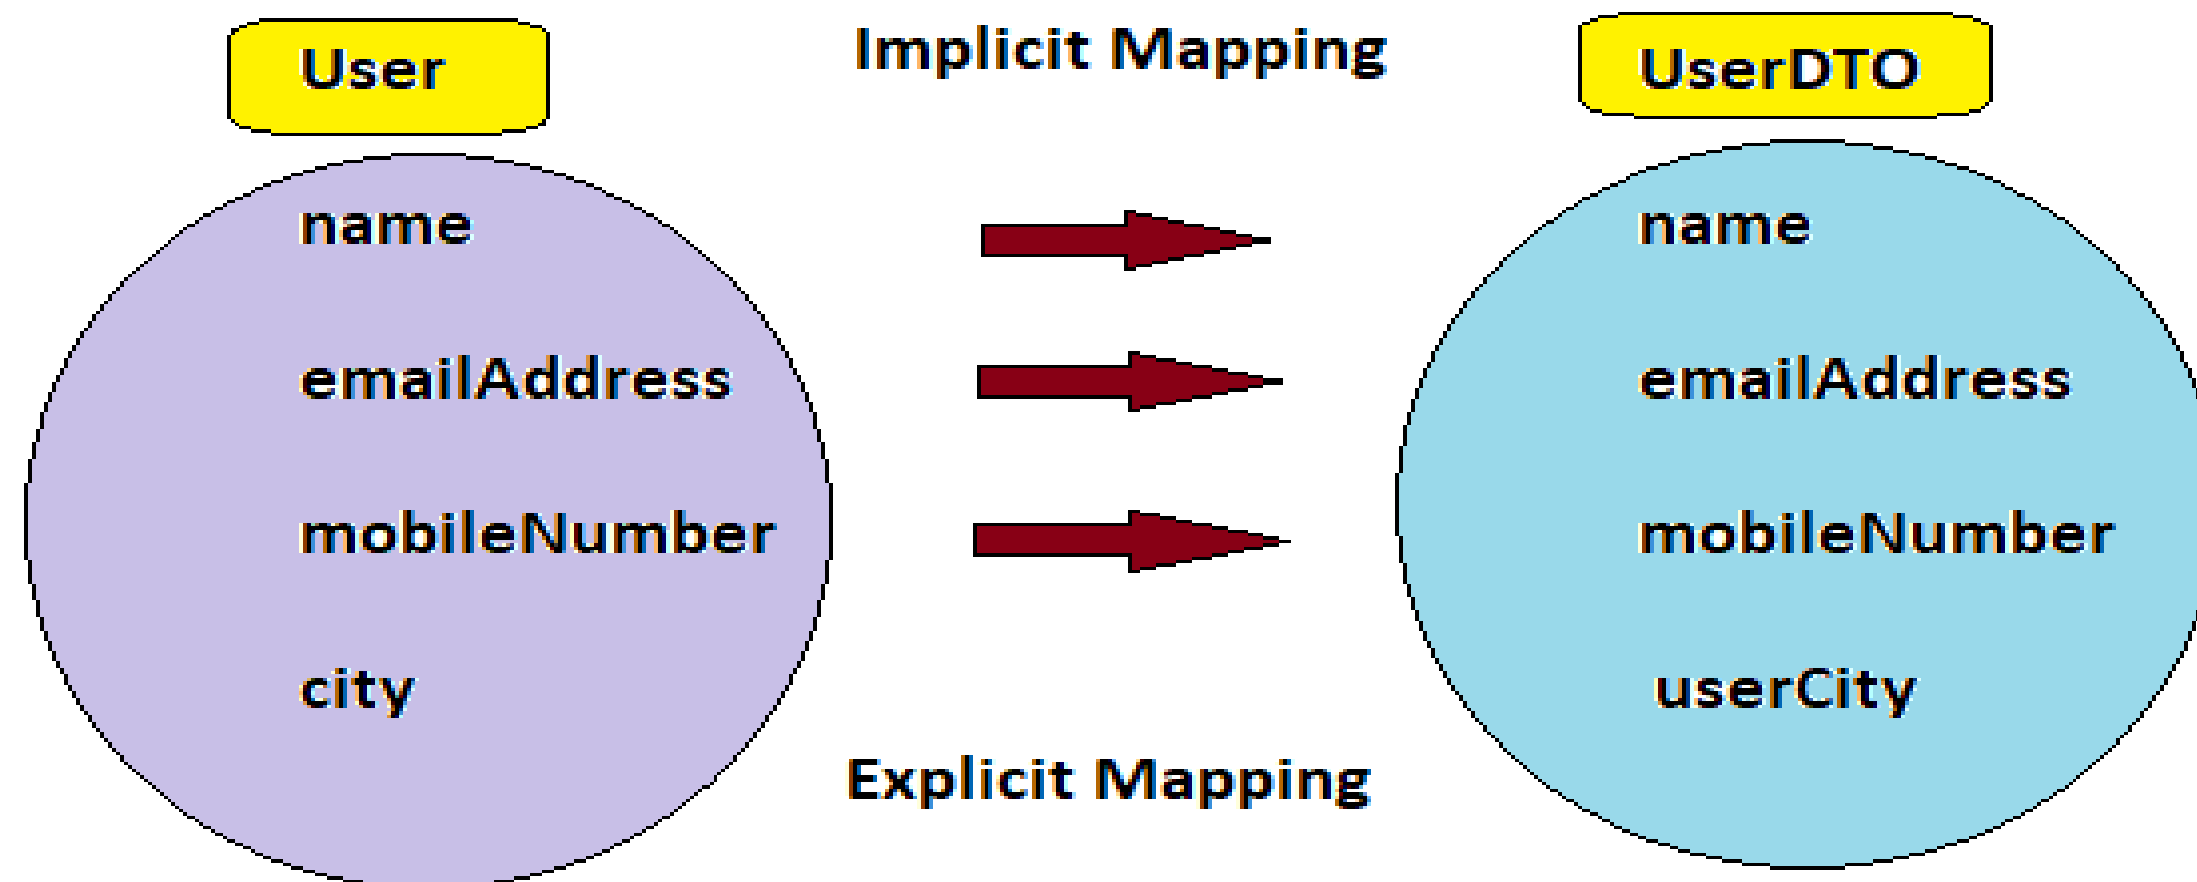 User
Implicit Mapping
UserDTO
name
name
emailAddress
emailAddress
mobileNumber
mobileNumber
city
userCity
Explicit Mapping